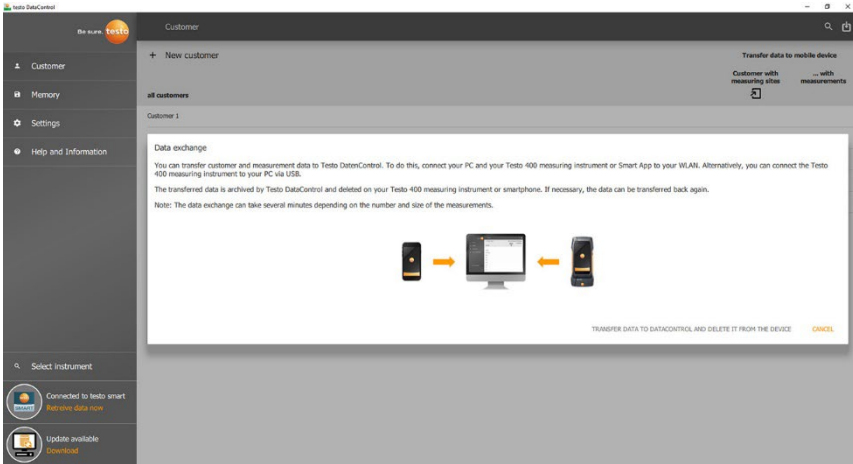 testo DataControl
Be sure. testo
Customer
Customer
Memory
Settings
Help and Information
+ New customer
Transfer data to mobile device
Customer with
measuring sites
... with
measurements
all customers
Customer 1
Data exchange
You can transfer customer and measurement data to Testo DatenControl. To do this, connect your PC and your Testo 400 measuring instrument or Smart App to your WLAN. Alternatively, you can connect the Testo
400 measuring instrument to your PC via USB.
The transferred data is archived by Testo DataControl and deleted on your Testo 400 measuring instrument or smartphone. If necessary, the data can be transferred back again.
Note: The data exchange can take several minutes depending on the number and size of the measurements.
TRANSFER DATA TO DATACONTROL AND DELETE IT FROM THE DEVICE
CANCEL
Select instrument
SMART
Connected to testo smart
Retreive data now
Update available
Download